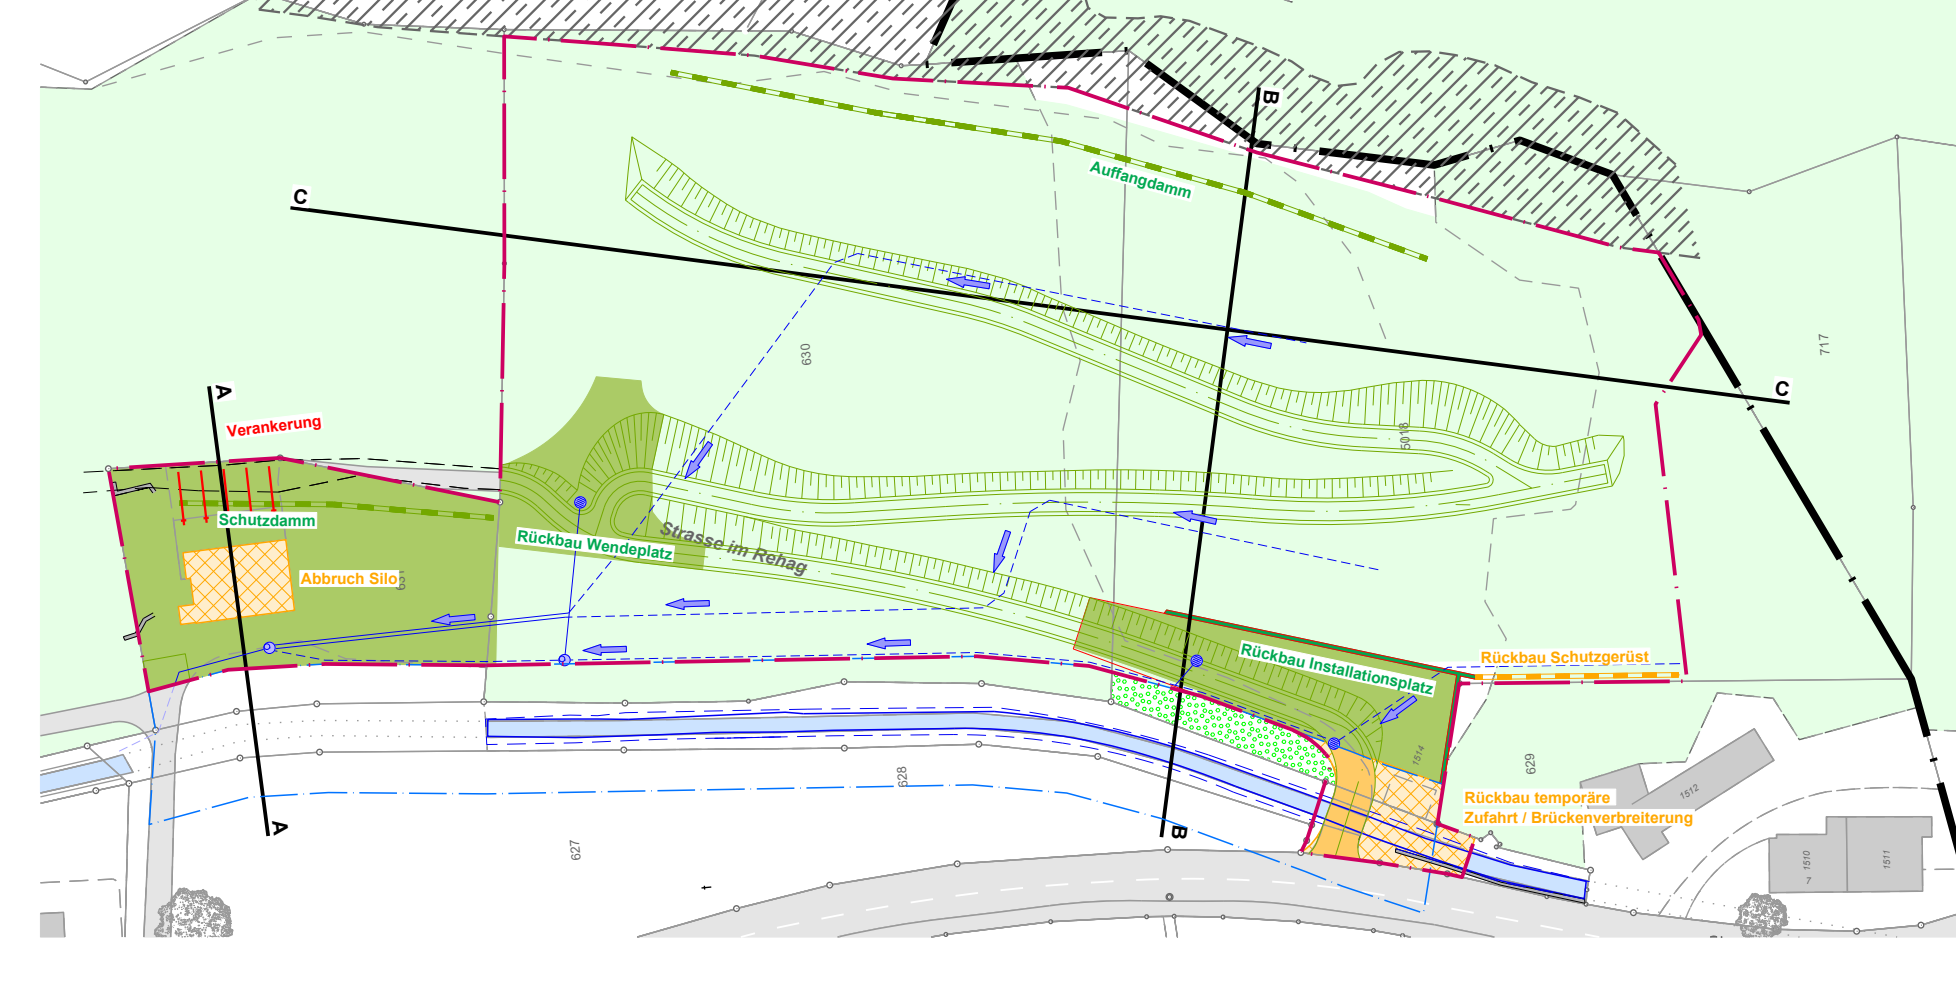 B
Auffangdamm
C
630
717
C
A
Verankerung
5018
Schutzdamm
Rückbau Wendeplatz
Strasse im Rehag
Abbruch Silo
Rückbau Installationsplatz
Rückbau Schutzgerüst
1514
629
628
1512
Rückbau temporäre
Zufahrt / Brückenverbreiterung
A
B
627
1510
7
1511